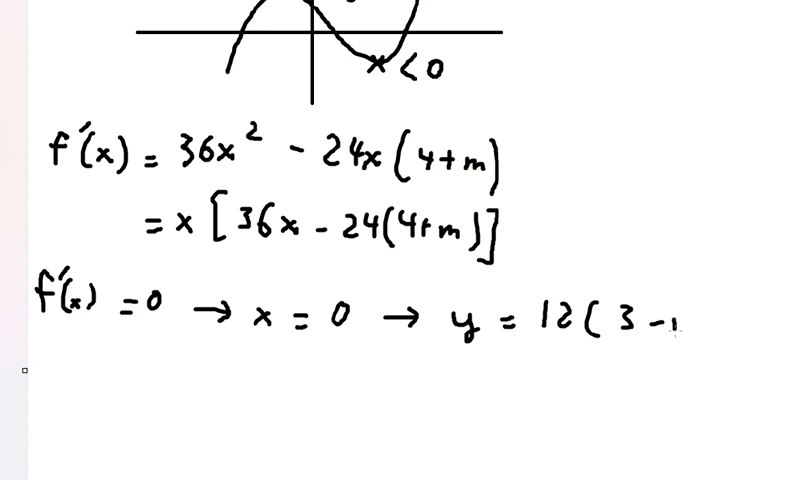 x < 0
f'(x) = 36x² - 24x (4+m)
= x [36x - 24(4+m)]
f'(x) = 0 → x = 0 → y = 12( 3 -